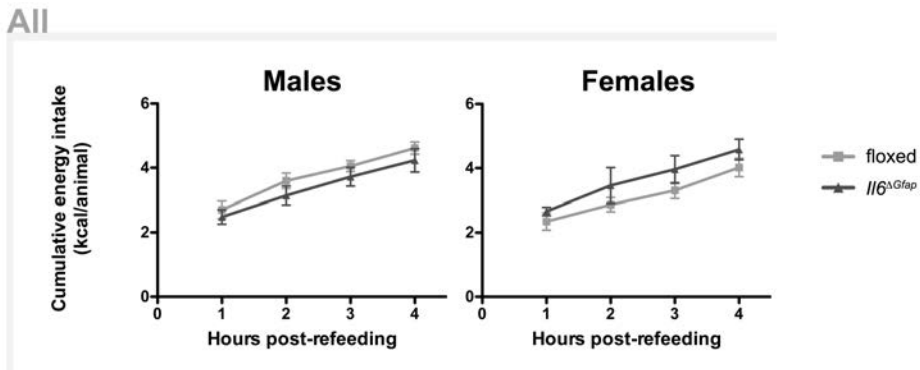 All
Males
Females
Cumulative energy intake
(kcal/animal)
6
4
2
0
0 1 2 3 4
Hours post-refeeding
6
4
2
0
0 1 2 3 4
Hours post-refeeding
floxed
Il6ΔGfap